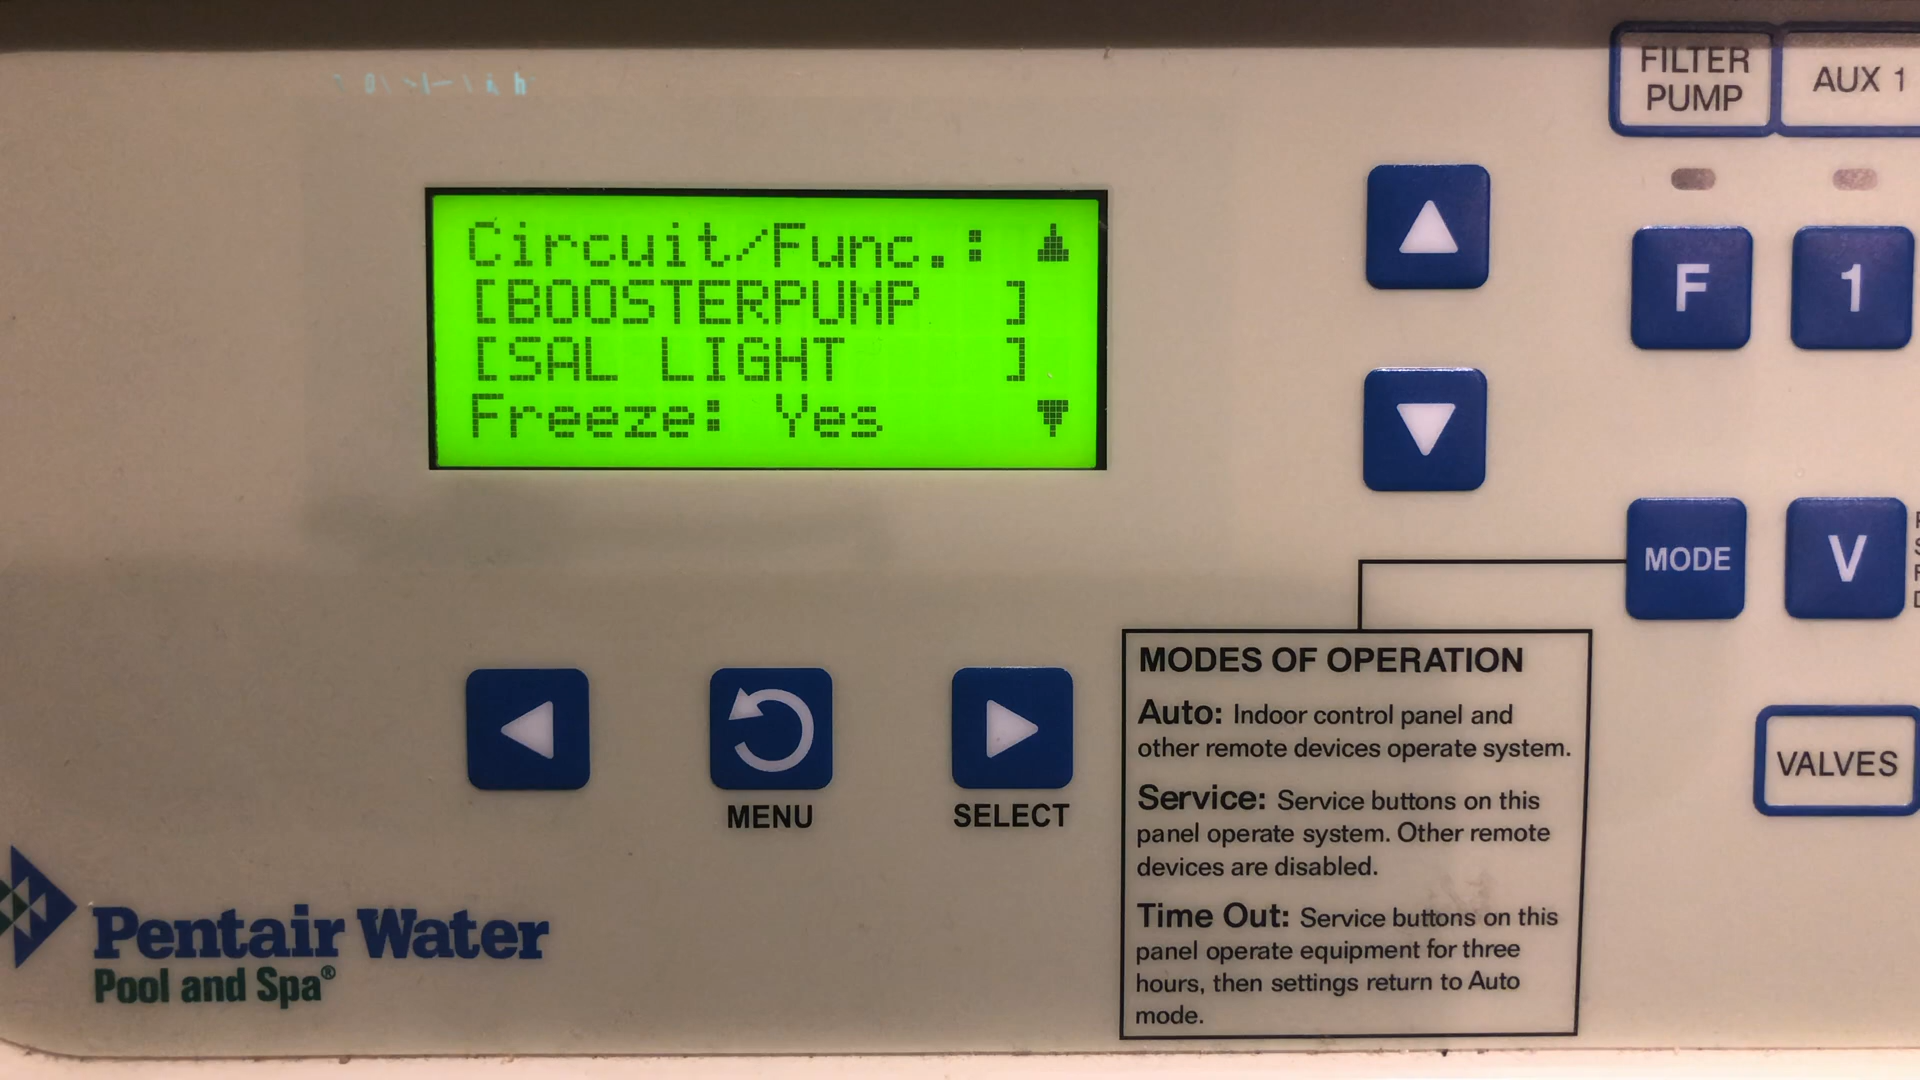 FILTER
PUMP
AUX 1
Circuit/Func.:
[BOOSTERPUMP ]
[SAL LIGHT ]
Freeze: Yes
F
1
MODE
V
MENU
SELECT
MODES OF OPERATION
Auto: Indoor control panel and
other remote devices operate system.
Service: Service buttons on this
panel operate system. Other remote
devices are disabled.
Time Out: Service buttons on this
panel operate equipment for three
hours, then settings return to Auto
mode.
VALVES
Pentair Water
Pool and Spa®